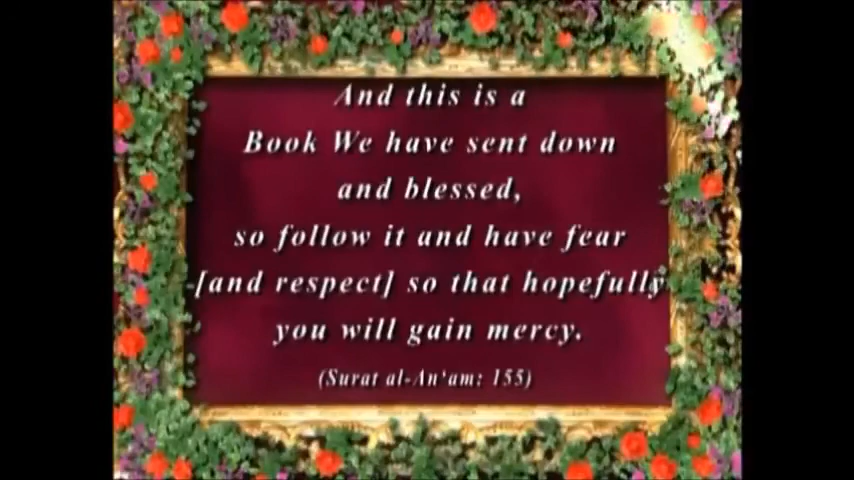 And this is a
Book We have sent down
and blessed,
so follow it and have fear
[and respect] so that hopefully
you will gain mercy.
(Surat al-An'am: 155)